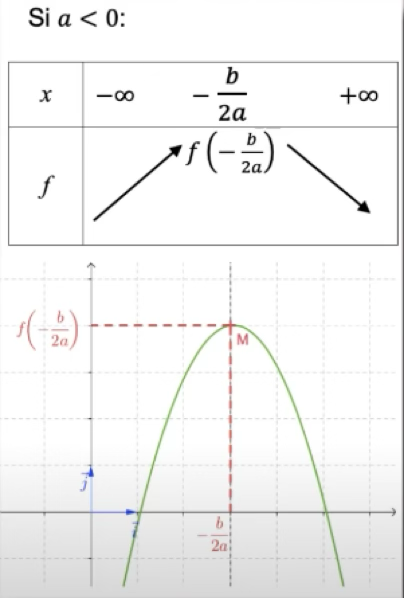 Si a < 0:
x −∞ −b/2a +∞
f f(−b/2a)
f(−b/2a)
M
j
i
−b/2a